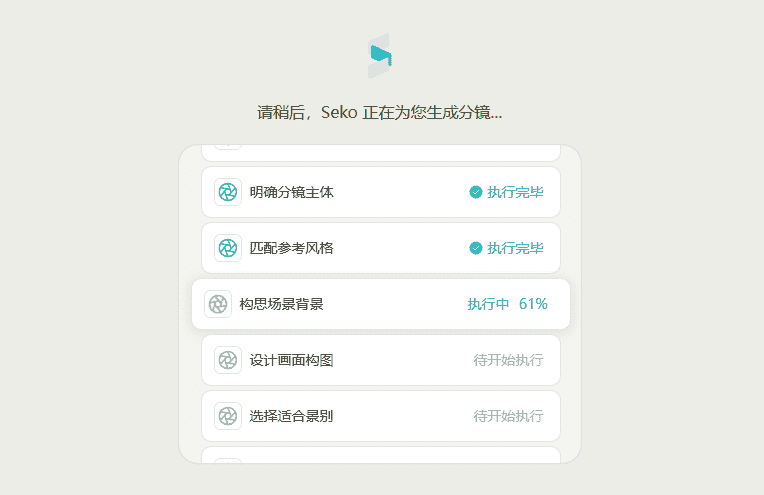 请稍后，Seko 正在为您生成分镜...
明确分镜主体 执行完毕
匹配参考风格 执行完毕
构思场景背景 执行中 61%
设计画面构图 待开始执行
选择适合景别 待开始执行